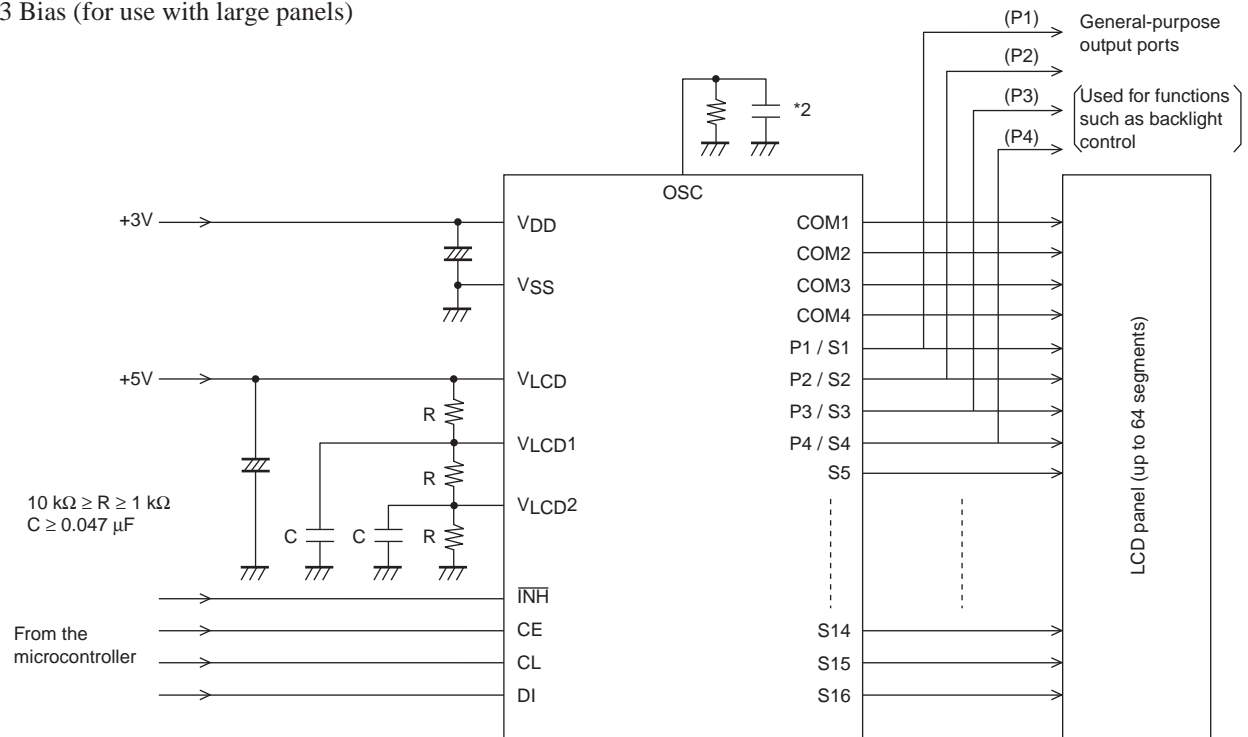 3 Bias (for use with large panels)
(P1)
General-purpose
output ports
(P2)
(P3)
Used for functions
such as backlight
control
(P4)
*2
OSC
+3V
VDD
VSS
+5V
VLCD
R
VLCD1
R
VLCD2
R
C
C
10 kΩ ≥ R ≥ 1 kΩ
C ≥ 0.047 μF
INH
CE
CL
DI
From the
microcontroller
COM1
COM2
COM3
COM4
P1 / S1
P2 / S2
P3 / S3
P4 / S4
S5
S14
S15
S16
LCD panel (up to 64 segments)